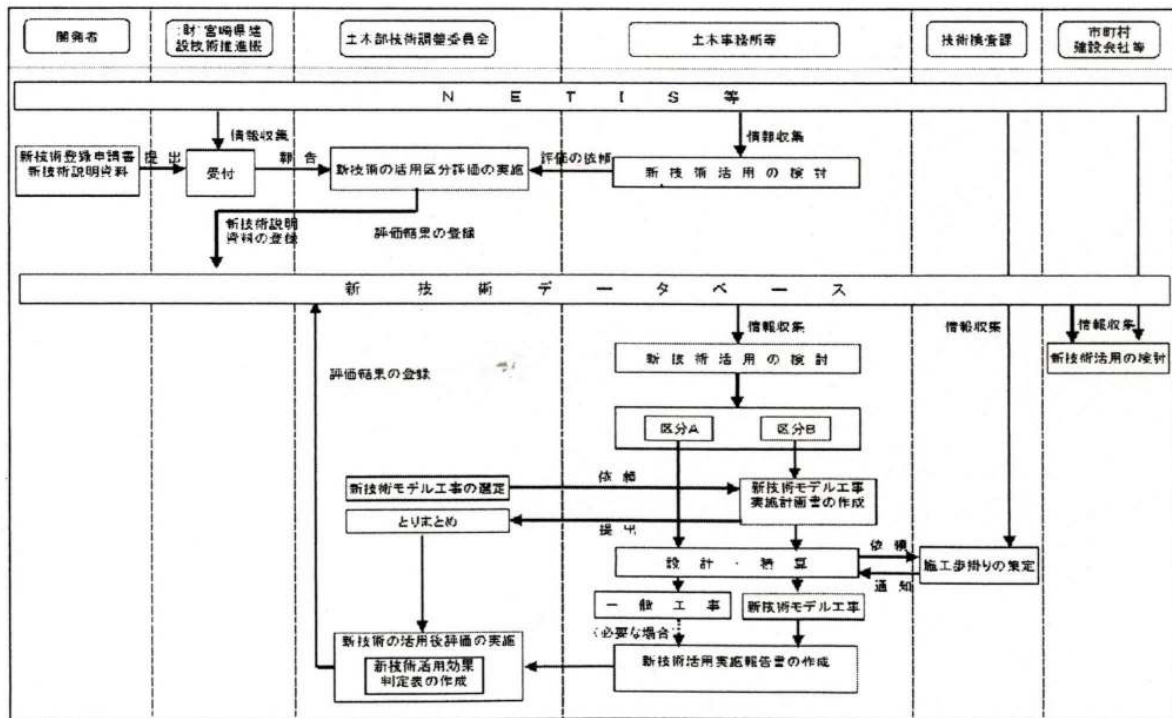 開発者
(財)宮崎県建
設技術推進機
土木部技術調整委員会
土木事務所等
技術検査課
市町村
建設会社等
NETIS等
情報収集
情報収集
新技術登録申請書
新技術説明資料
提出
受付
報告
新技術の活用区分評価の実施
評価の依頼
新技術活用の検討
新技術説明
資料の登録
評価結果の登録
新技術データベース
情報収集
情報収集
情報収集
新技術活用の検討
新技術活用の検討
評価結果の登録
区分A
区分B
新技術モデル工事の選定
依頼
新技術モデル工事
実施計画書の作成
とりまとめ
提出
設計・積算
依頼
通知
施工歩掛りの策定
一般工事
新技術モデル工事
(必要な場合)
新技術の活用後評価の実施
新技術活用効果
判定表の作成
新技術活用実施報告書の作成